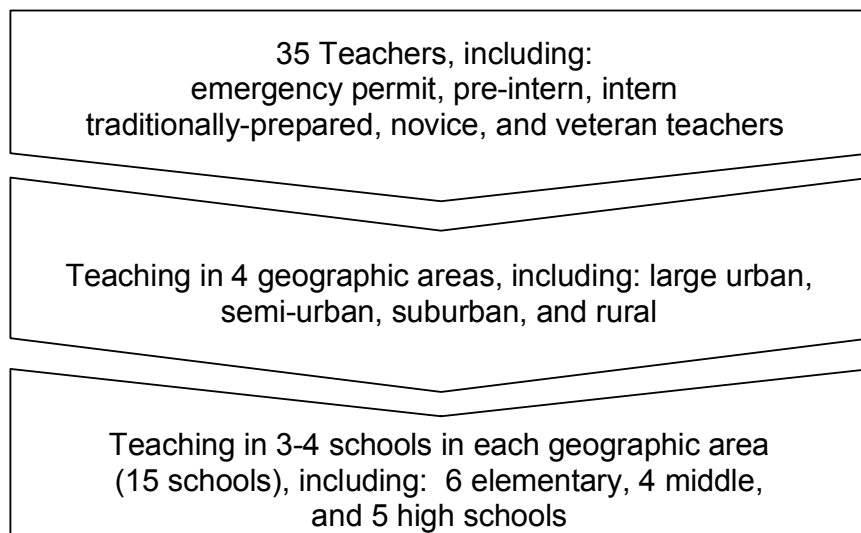 35 Teachers, including:
emergency permit, pre-intern, intern
traditionally-prepared, novice, and veteran teachers
Teaching in 4 geographic areas, including: large urban,
semi-urban, suburban, and rural
Teaching in 3-4 schools in each geographic area
(15 schools), including:  6 elementary, 4 middle,
and 5 high schools